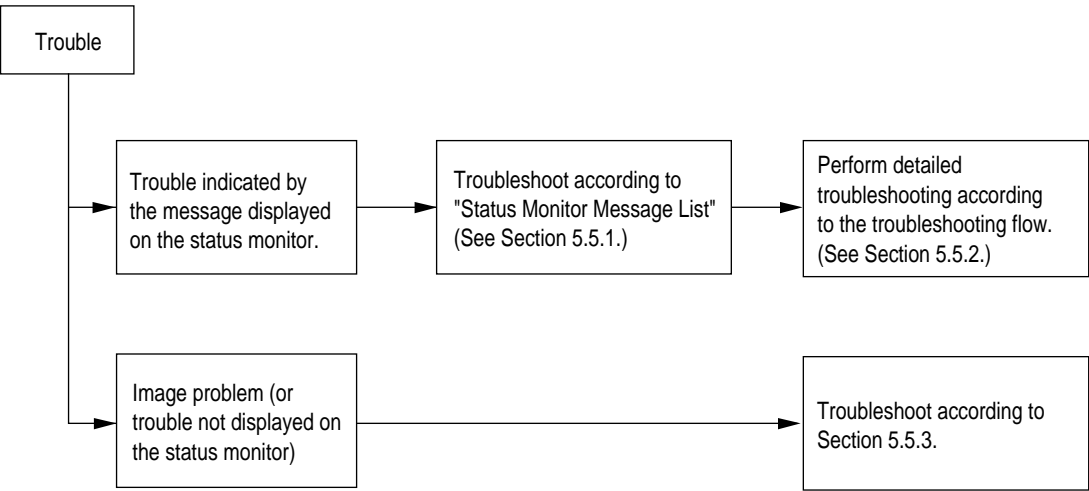 Trouble
Trouble indicated by
the message displayed
on the status monitor.
Troubleshoot according to
"Status Monitor Message List"
(See Section 5.5.1.)
Perform detailed
troubleshooting according
to the troubleshooting flow.
(See Section 5.5.2.)
Image problem (or
trouble not displayed on
the status monitor)
Troubleshoot according to
Section 5.5.3.